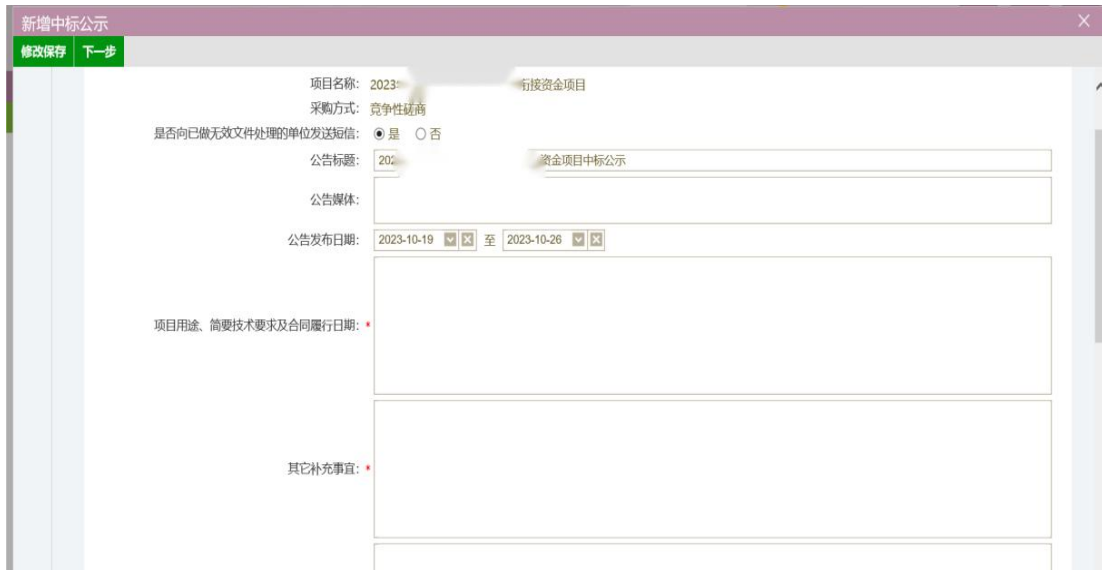 新增中标公示
修改保存 下一步
项目名称: 2023 衔接资金项目
采购方式: 竞争性磋商
是否向已做无效文件处理的单位发送短信: 是 否
公告标题: 202 资金项目中标公示
公告媒体:
公告发布日期: 2023-10-19 至 2023-10-26
项目用途、简要技术要求及合同履行日期: *
其它补充事宜: *